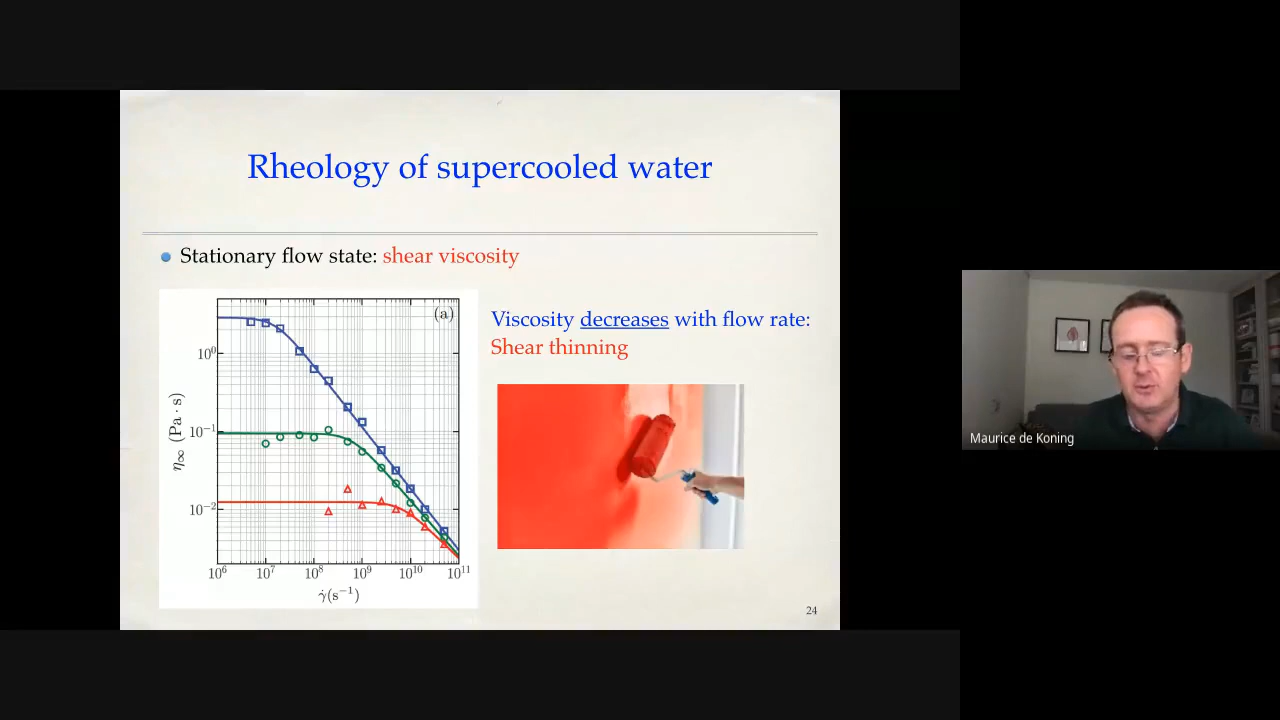 Rheology of supercooled water
Stationary flow state: shear viscosity
(a)
10⁰
10⁻¹
10⁻²
η∞ (Pa · s)
10⁶ 10⁷ 10⁸ 10⁹ 10¹⁰ 10¹¹
γ̇(s⁻¹)
Viscosity decreases with flow rate:
Shear thinning
24
Maurice de Koning